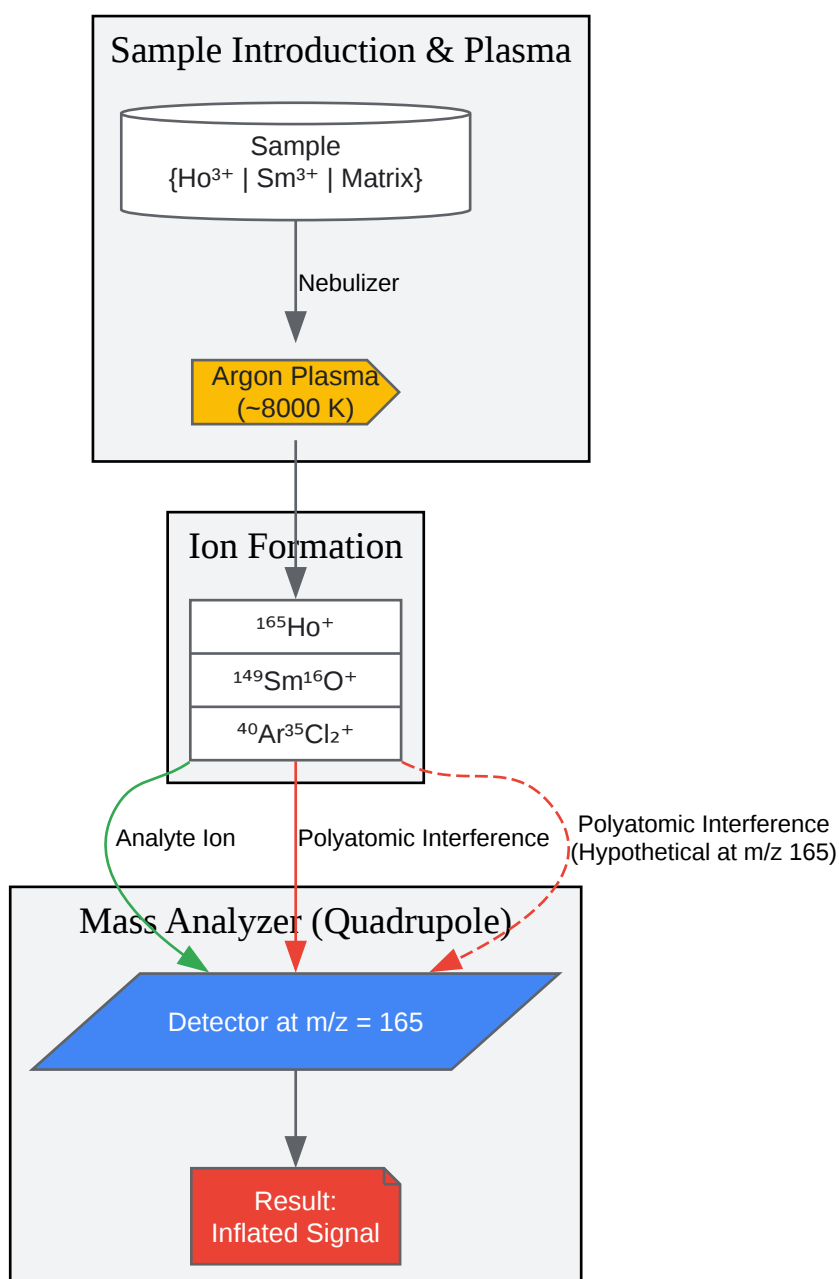 Sample Introduction & Plasma
Sample
{Ho³⁺ | Sm³⁺ | Matrix}
Nebulizer
Argon Plasma
(~8000 K)
Ion Formation
¹⁶⁵Ho⁺
¹⁴⁹Sm¹⁶O⁺
⁴⁰Ar³⁵Cl₂⁺
Analyte Ion
Polyatomic Interference
Polyatomic Interference
(Hypothetical at m/z 165)
Mass Analyzer (Quadrupole)
Detector at m/z = 165
Result:
Inflated Signal